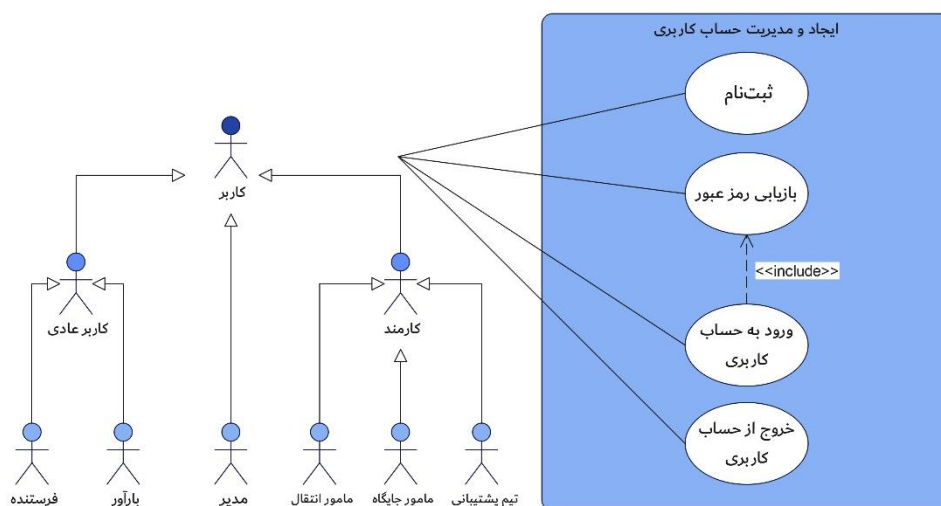 ایجاد و مدیریت حساب کاربری
ثبت‌نام
کاربر
بازیابی رمز عبور
<<include>>
کاربر عادی
کارمند
ورود به حساب
کاربری
خروج از حساب
کاربری
فرستنده
بارآور
مدیر
مامور انتقال
مامور جایگاه
تیم پشتیبانی